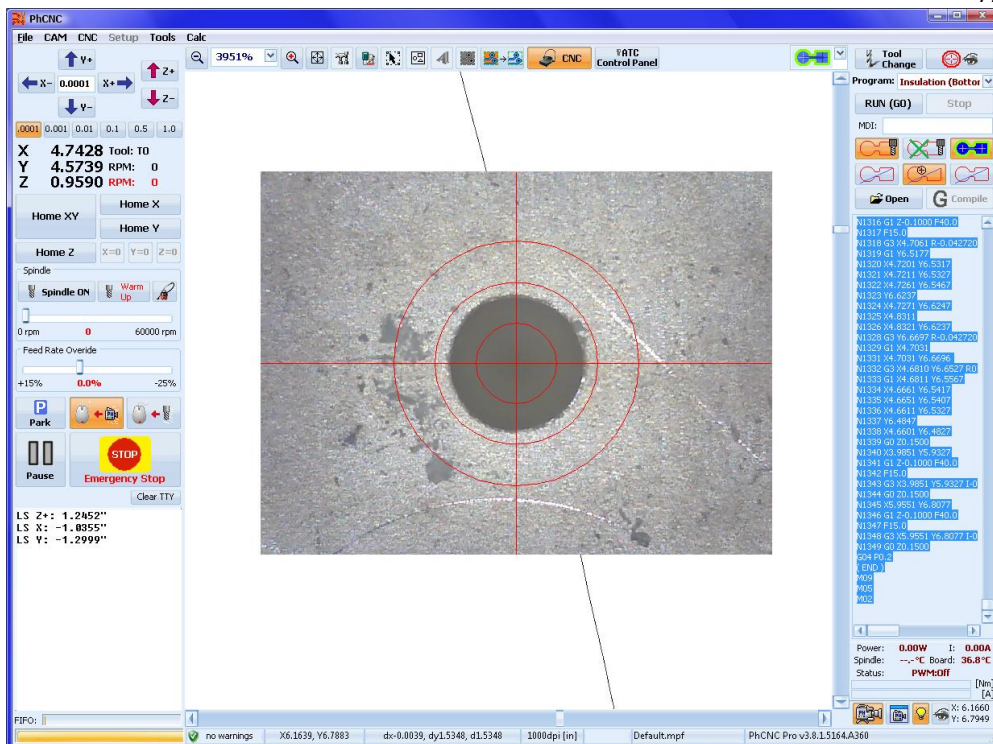 PhCNC
File CAM CNC Setup Tools Calc
Y+
X- 0.0001 X+
Y-
Z+
Z-
3951%
CNC
ATC
Control Panel
Tool
Change
.0001 0.001 0.01 0.1 0.5 1.0
X 4.7428 Tool: T0
Y 4.5739 RPM: 0
Z 0.9590 RPM: 0
Home XY
Home X
Home Y
Home Z X=0 Y=0 Z=0
Spindle
Spindle ON
Warm
Up
0 rpm 0 60000 rpm
Feed Rate Overide
+15% 0.0% -25%
P
Park
Pause
STOP
Emergency Stop
Clear TTY
LS Z+: 1.2452"
LS X: -1.0355"
LS Y: -1.2999"
FIFO:
Program: Insulation (Bottor
RUN (GO) Stop
MDI:
Open G Compile
N1316 G1 Z-0.1000 F40.0
N1317 F15.0
N1318 G3 X4.7061 R-0.042720
N1319 G1 Y6.5177
N1320 X4.7201 Y6.5317
N1321 X4.7211 Y6.5327
N1322 X4.7261 Y6.5467
N1323 Y6.6237
N1324 X4.7271 Y6.6247
N1325 X4.8311
N1326 X4.8321 Y6.6237
N1328 G3 Y6.6697 R-0.042720
N1329 G1 X4.7031
N1331 X4.7031 Y6.6696
N1332 G3 X4.6810 Y6.6527 R0
N1333 G1 X4.6811 Y6.5567
N1334 X4.6661 Y6.5417
N1335 X4.6651 Y6.5407
N1336 X4.6611 Y6.5327
N1337 Y6.4847
N1338 X4.6601 Y6.4827
N1339 G0 Z0.1500
N1340 X3.9851 Y5.9327
N1341 G1 Z-0.1000 F40.0
N1342 F15.0
N1343 G3 X3.9851 Y5.9327 I-0
N1344 G0 Z0.1500
N1345 X5.9551 Y6.8077
N1346 G1 Z-0.1000 F40.0
N1347 F15.0
N1348 G3 X5.9551 Y6.8077 I-0
N1349 G0 Z0.1500
G04 P0.2
( END )
M09
M05
M02
Power: 0.00W I: 0.00A
Spindle: --.-°C Board: 36.8°C
Status: PWM:Off
[Nm]
[A]
X: 6.1660
Y: 6.7949
no warnings X6.1639, Y6.7883 dx-0.0039, dy1.5348, d1.5348 1000dpi [in] Default.mpf PhCNC Pro v3.8.1.5164.A360